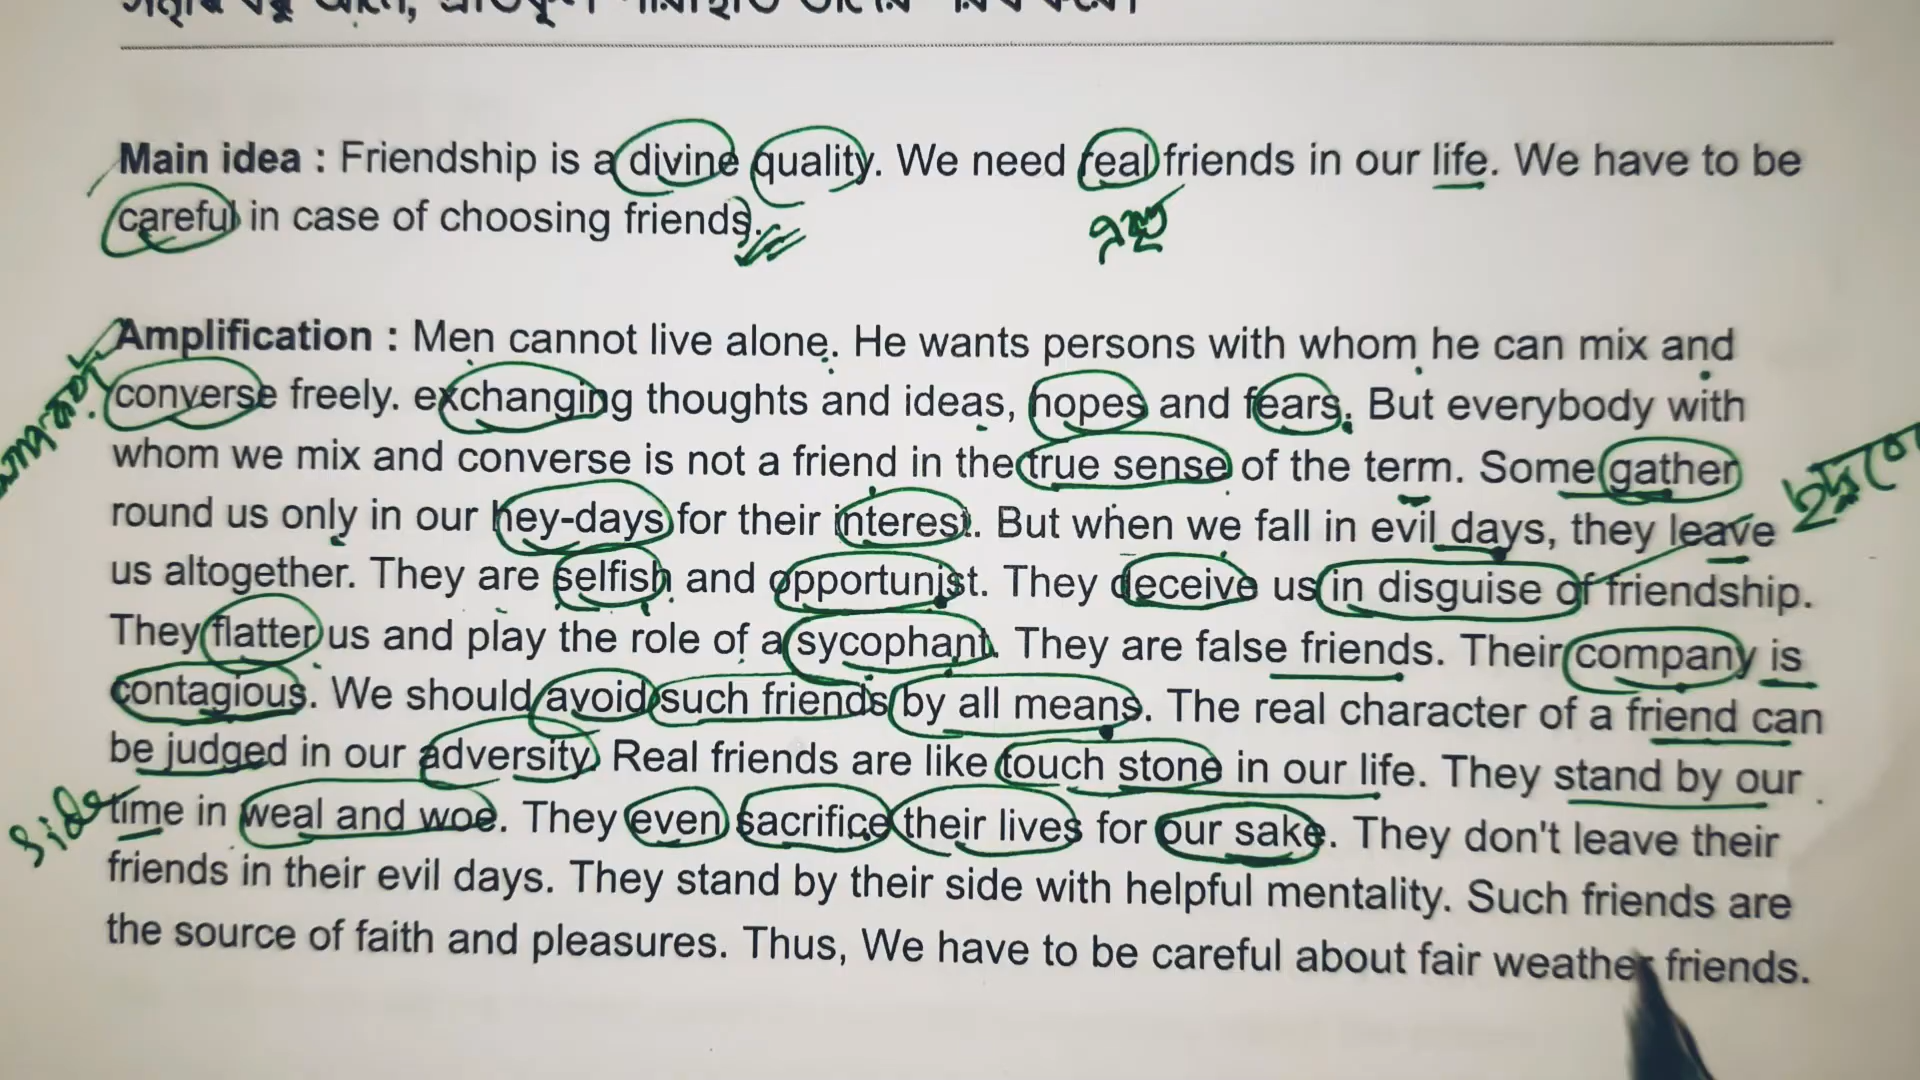 Main idea : Friendship is a divine quality. We need real friends in our life. We have to be
careful in case of choosing friends.
Amplification : Men cannot live alone. He wants persons with whom he can mix and
converse freely. exchanging thoughts and ideas, hopes and fears. But everybody with
whom we mix and converse is not a friend in the true sense of the term. Some gather
round us only in our hey-days for their interest. But when we fall in evil days, they leave
us altogether. They are selfish and opportunist. They deceive us in disguise of friendship.
They flatter us and play the role of a sycophant. They are false friends. Their company is
contagious. We should avoid such friends by all means. The real character of a friend can
be judged in our adversity. Real friends are like touch stone in our life. They stand by our
side
time in weal and woe. They even sacrifice their lives for our sake. They don't leave their
friends in their evil days. They stand by their side with helpful mentality. Such friends are
the source of faith and pleasures. Thus, We have to be careful about fair weather friends.